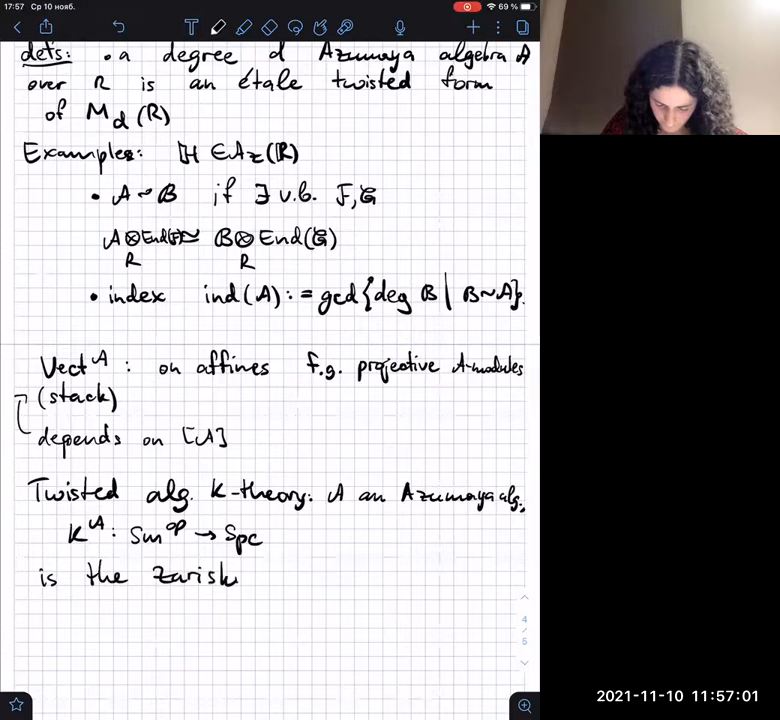 17:57 Ср 10 нояб.
69 %
defs: • a degree d Azumaya algebra A
over R is an étale twisted form
of M_d(R)
Examples: ℍ ∈ Az(ℝ)
• A ~ B if ∃ v.b. F, G
A ⊗_R End(F) ≃ B ⊗_R End(G)
• index ind(A) := gcd{deg B | B~A}.
Vect^A : on affines f.g. projective A-modules
(stack)
depends on [A]
Twisted alg. K-theory: A an Azumaya alg.,
K^A : Sm^op → Spc
is the Zarisk
4
5
2021-11-10 11:57:01